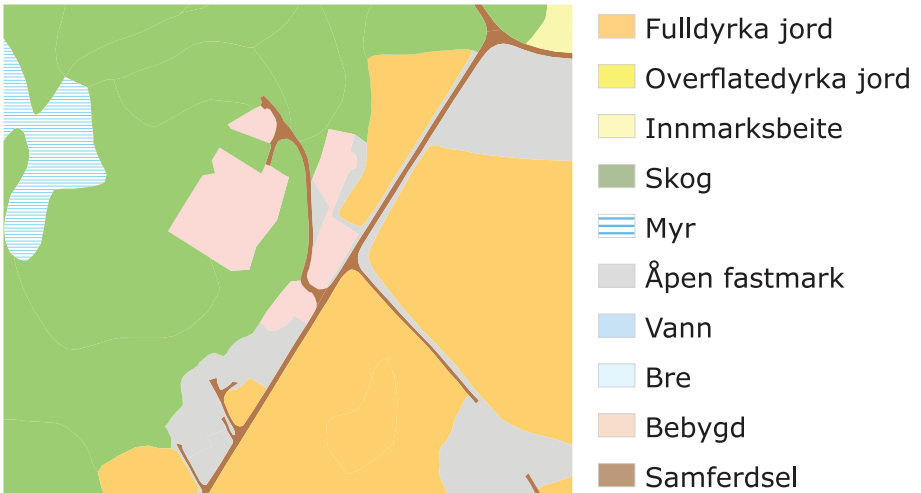 Fulldyrka jord
Overflatedyrka jord
Innmarksbeite
Skog
Myr
Åpen fastmark
Vann
Bre
Bebygd
Samferdsel